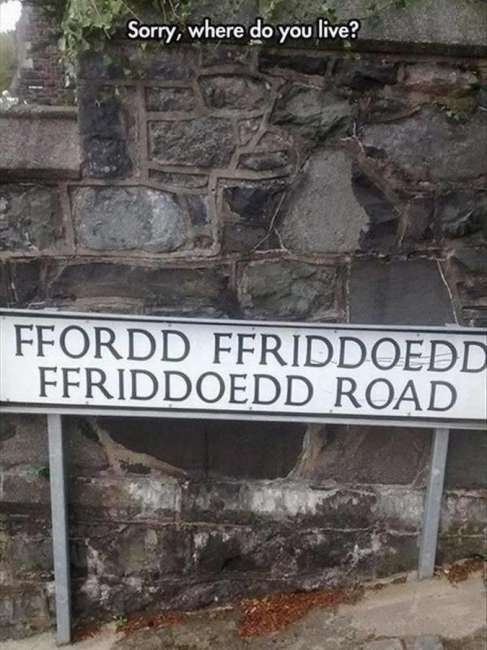 Sorry, where do you live?
FFORDD FFRIDDOEDD
FFRIDDOEDD ROAD